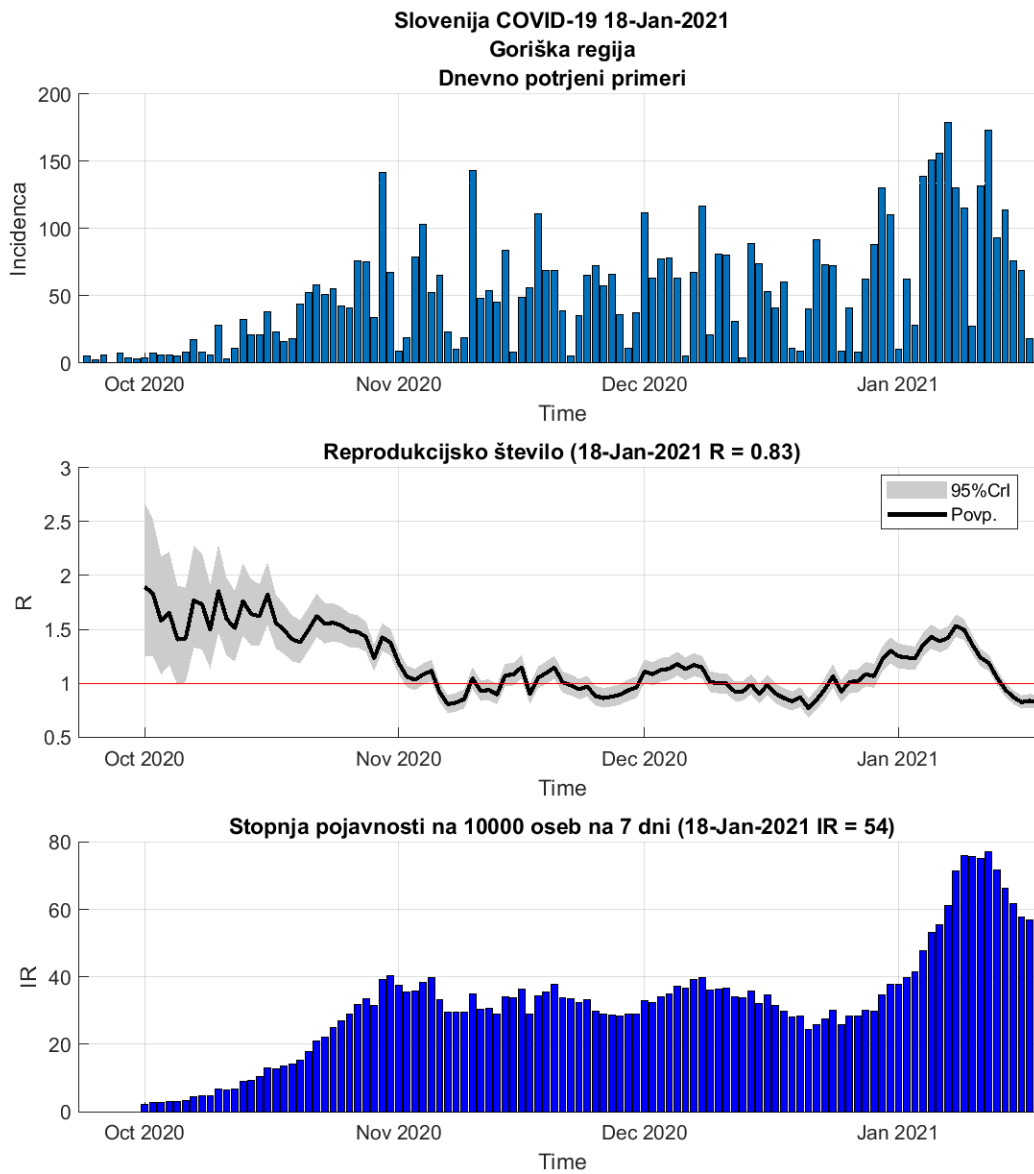 Slovenija COVID-19 18-Jan-2021
Goriška regija
Dnevno potrjeni primeri
200
150
100
50
0
Incidenca
Oct 2020 Nov 2020 Dec 2020 Jan 2021
Time
Reprodukcijsko število (18-Jan-2021 R = 0.83)
3
2.5
2
1.5
1
0.5
R
95%CrI
Povp.
Oct 2020 Nov 2020 Dec 2020 Jan 2021
Time
Stopnja pojavnosti na 10000 oseb na 7 dni (18-Jan-2021 IR = 54)
80
60
40
20
0
IR
Oct 2020 Nov 2020 Dec 2020 Jan 2021
Time